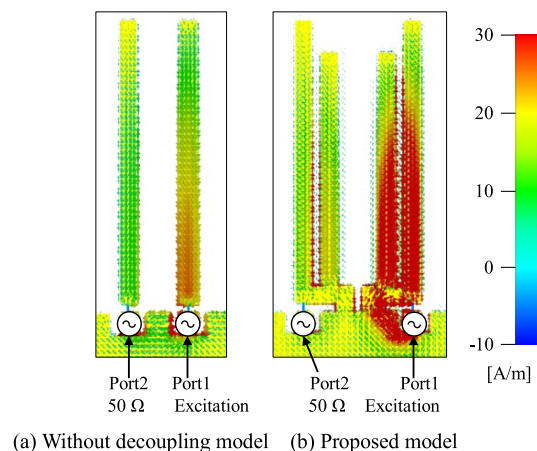 30
20
10
0
-10
[A/m]
Port2 Port1
50 Ω Excitation
Port2 Port1
50 Ω Excitation
(a) Without decoupling model (b) Proposed model